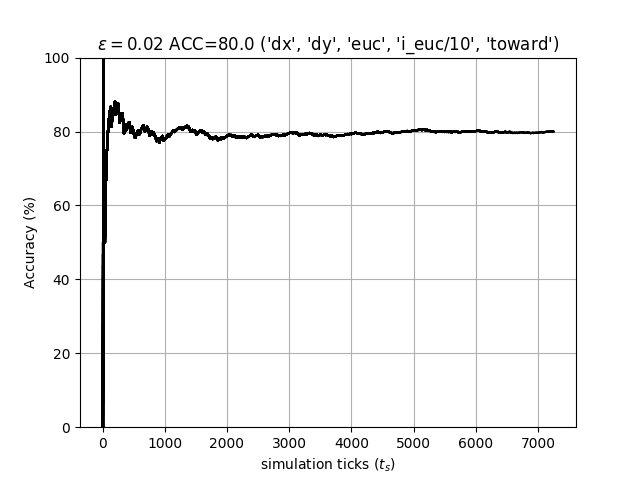 ε = 0.02 ACC=80.0 ('dx', 'dy', 'euc', 'i_euc/10', 'toward')
100
80
60
40
20
0
Accuracy (%)
0 1000 2000 3000 4000 5000 6000 7000
simulation ticks (tₛ)